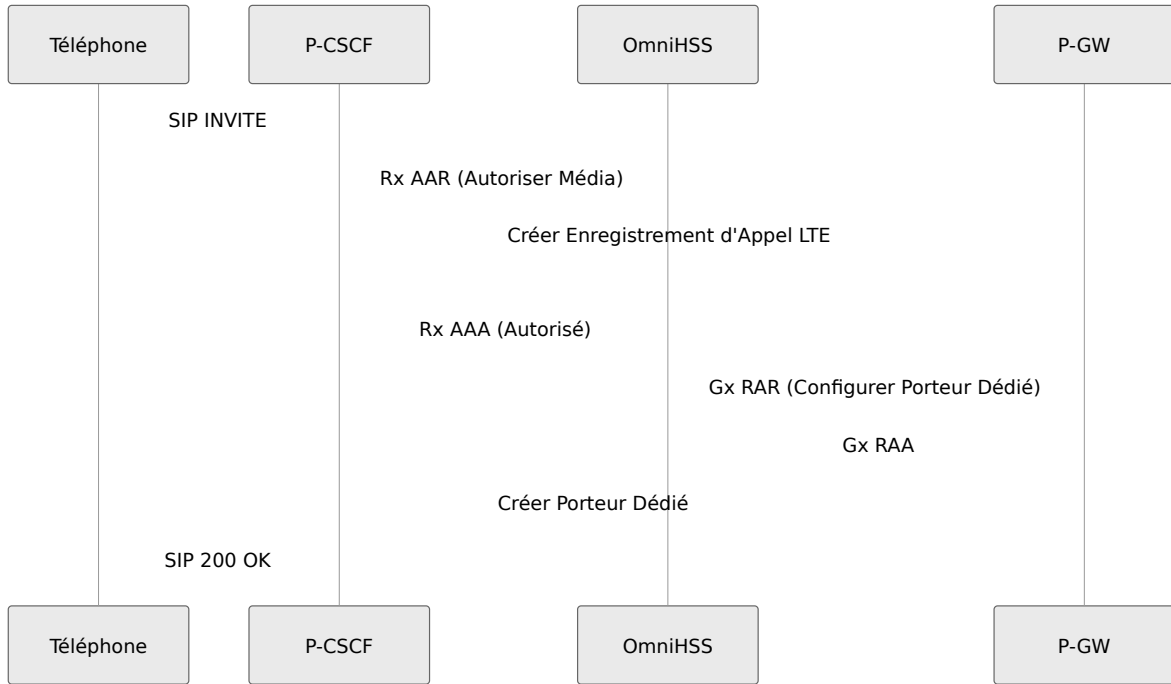 Téléphone
P-CSCF
OmniHSS
P-GW
SIP INVITE
Rx AAR (Autoriser Média)
Créer Enregistrement d'Appel LTE
Rx AAA (Autorisé)
Gx RAR (Configurer Porteur Dédié)
Gx RAA
Créer Porteur Dédié
SIP 200 OK
Téléphone
P-CSCF
OmniHSS
P-GW